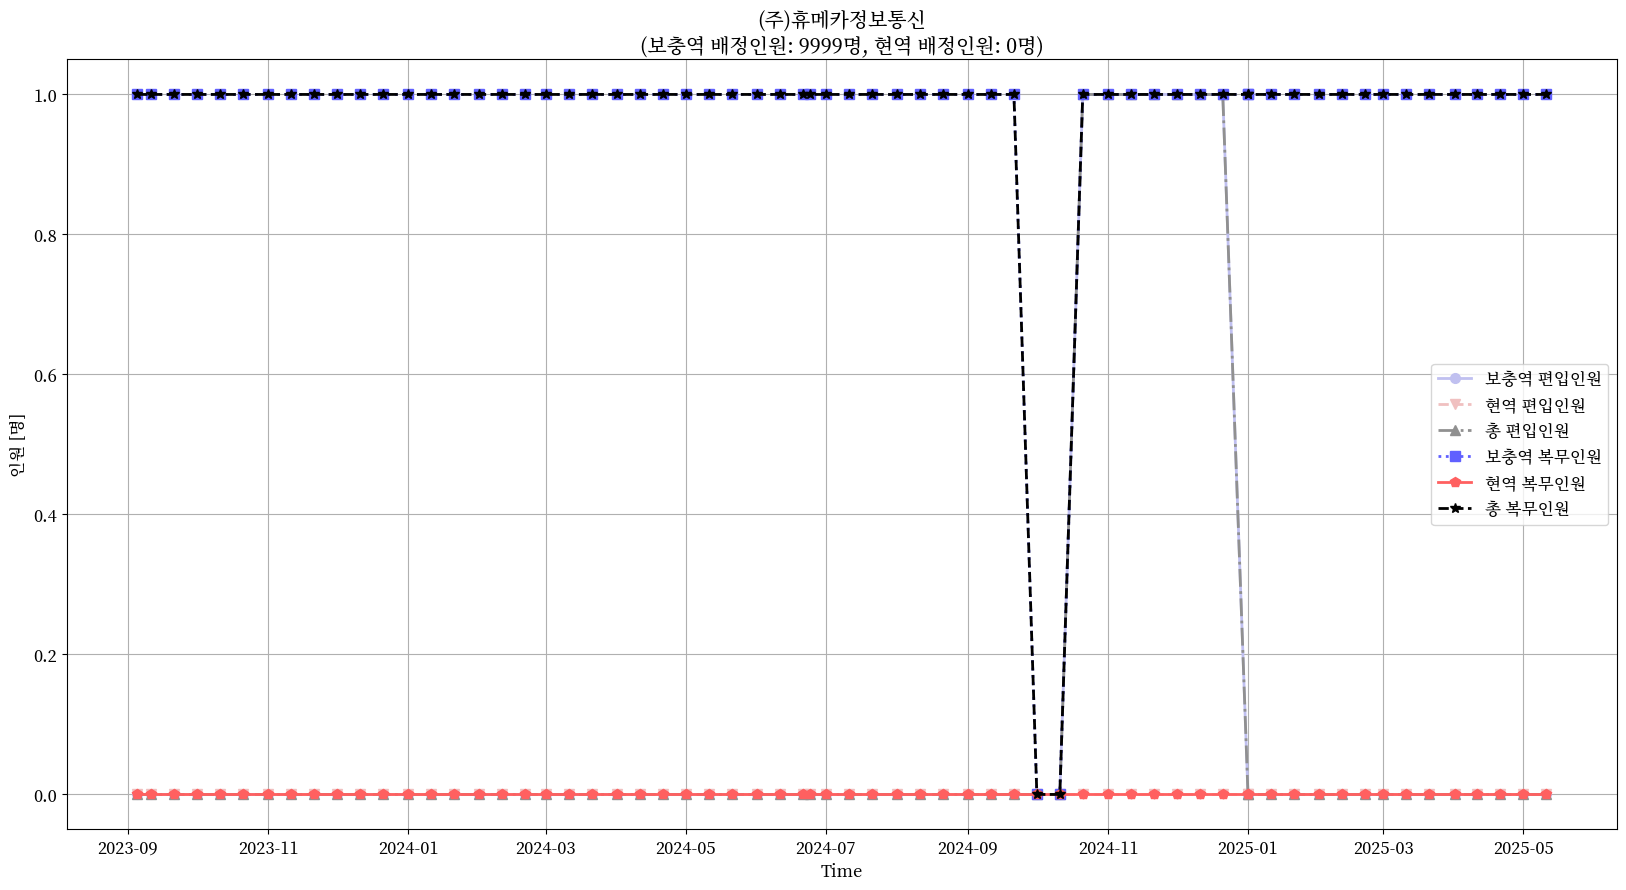 (주)휴메카정보통신
(보충역 배정인원: 9999명, 현역 배정인원: 0명)
인원 [명]
1.0
0.8
0.6
0.4
0.2
0.0
보충역 편입인원
현역 편입인원
총 편입인원
보충역 복무인원
현역 복무인원
총 복무인원
2023-09
2023-11
2024-01
2024-03
2024-05
2024-07
2024-09
2024-11
2025-01
2025-03
2025-05
Time